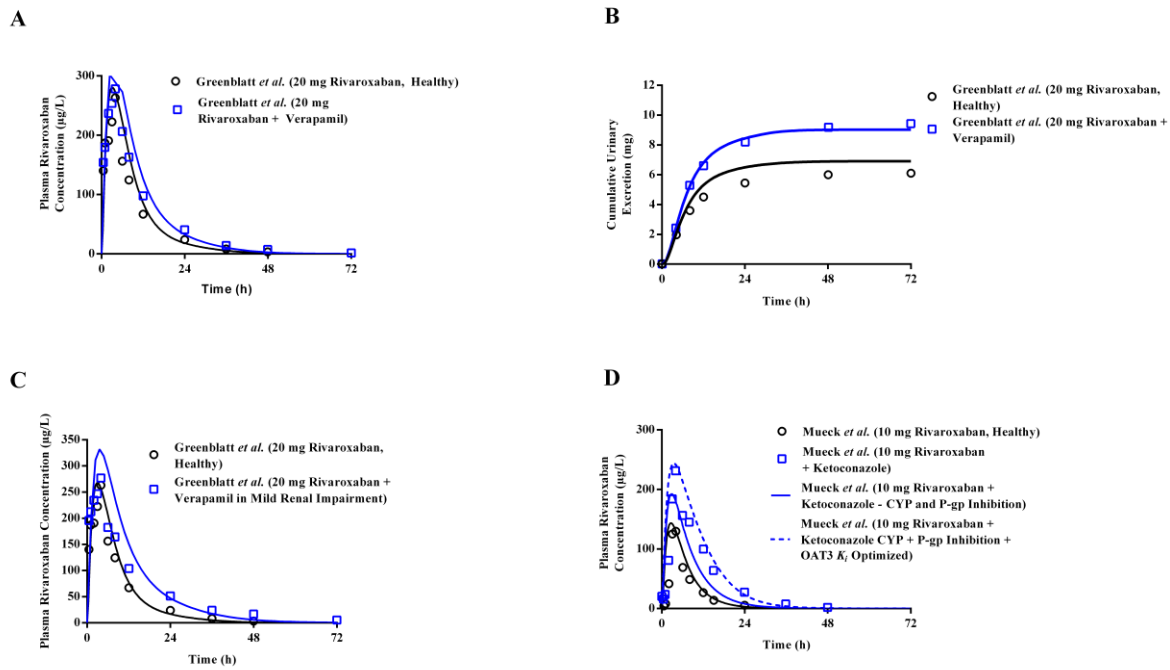 A
Plasma Rivaroxaban
Concentration (µg/L)
300
200
100
0
0 24 48 72
Time (h)
Greenblatt et al. (20 mg Rivaroxaban, Healthy)
Greenblatt et al. (20 mg
Rivaroxaban + Verapamil)
B
Cumulative Urinary
Excretion (mg)
12
10
8
6
4
2
0
0 24 48 72
Time (h)
Greenblatt et al. (20 mg Rivaroxaban,
Healthy)
Greenblatt et al. (20 mg Rivaroxaban +
Verapamil)
C
Plasma Rivaroxaban Concentration (µg/L)
350
300
250
200
150
100
50
0
0 24 48 72
Time (h)
Greenblatt et al. (20 mg Rivaroxaban,
Healthy)
Greenblatt et al. (20 mg Rivaroxaban +
Verapamil in Mild Renal Impairment)
D
Plasma Rivaroxaban
Concentration (µg/L)
300
200
100
0
0 24 48 72
Time (h)
Mueck et al. (10 mg Rivaroxaban, Healthy)
Mueck et al. (10 mg Rivaroxaban
+ Ketoconazole)
Mueck et al. (10 mg Rivaroxaban +
Ketoconazole - CYP and P-gp Inhibition)
Mueck et al. (10 mg Rivaroxaban +
Ketoconazole CYP + P-gp Inhibition +
OAT3 Ki Optimized)